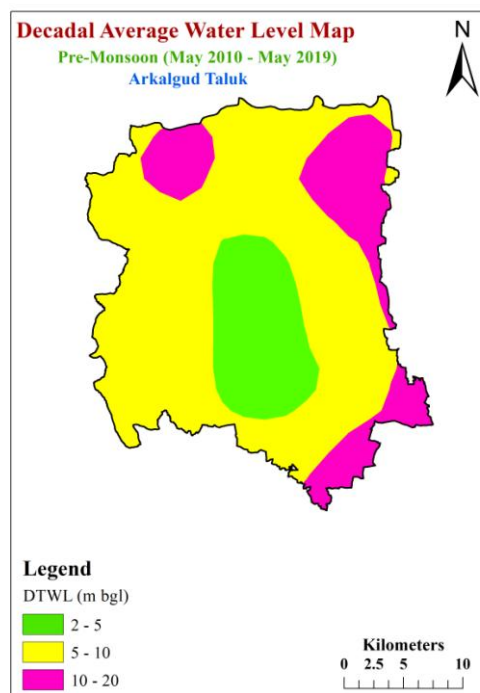 Decadal Average Water Level Map
Pre-Monsoon (May 2010 - May 2019)
Arkalgud Taluk
N
Legend
DTWL (m bgl)
2 - 5
5 - 10
10 - 20
Kilometers
0 2.5 5 10